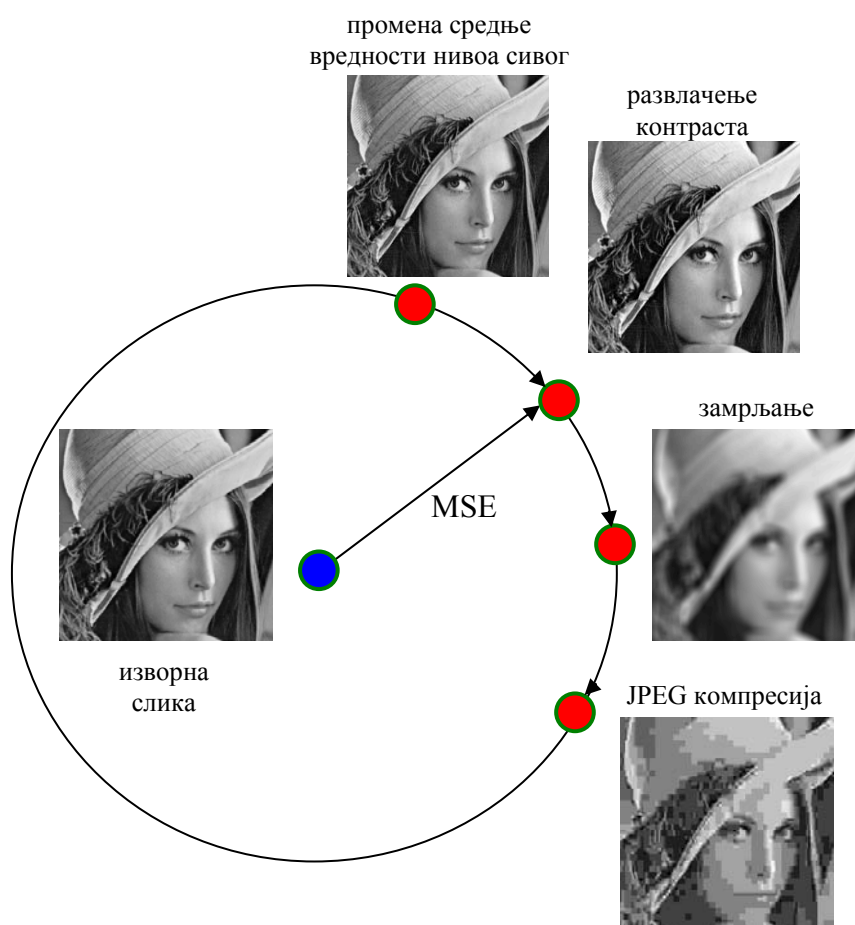 промена средње
вредности нивоа сивог
развлачење
контраста
замрљање
MSE
изворна
слика
JPEG компресија